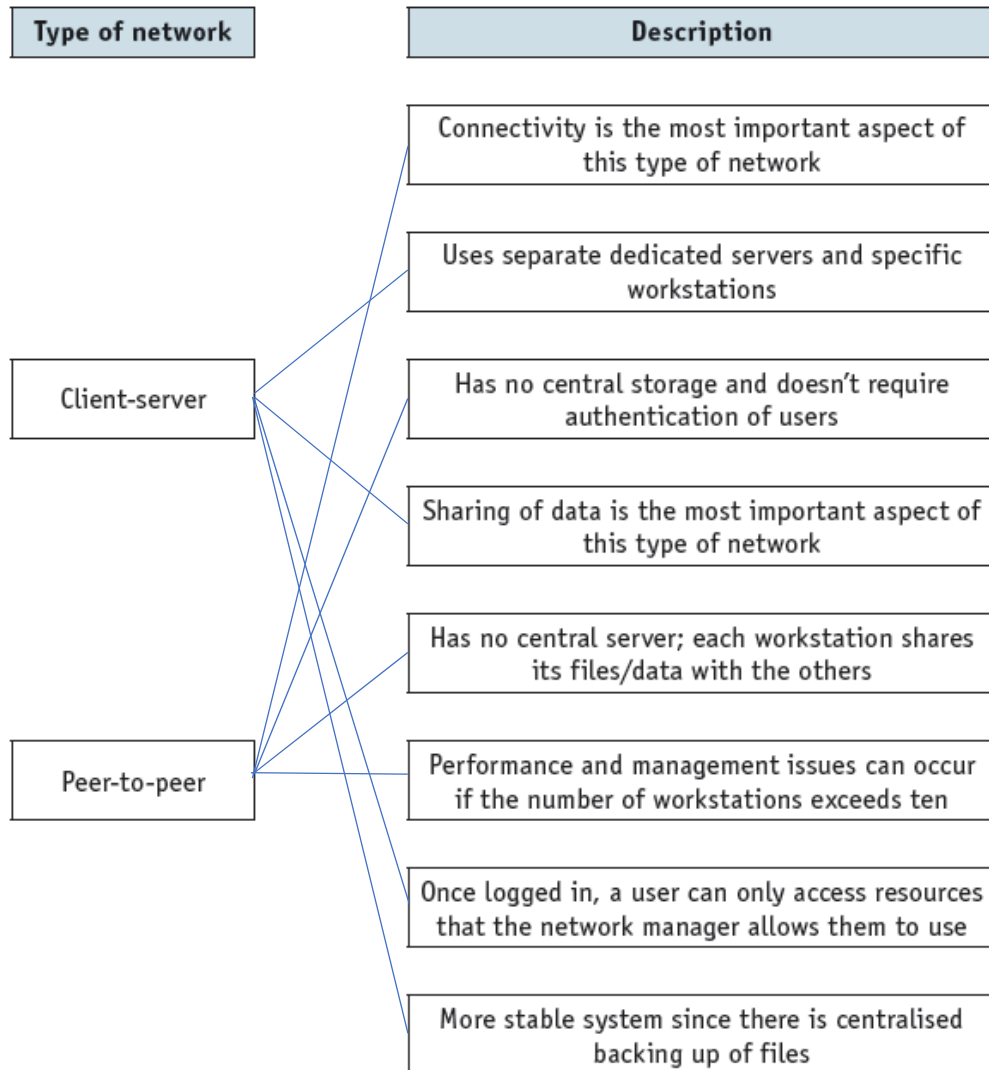 Type of network
Description
Connectivity is the most important aspect of
this type of network
Uses separate dedicated servers and specific
workstations
Client-server
Has no central storage and doesn’t require
authentication of users
Sharing of data is the most important aspect of
this type of network
Has no central server; each workstation shares
its files/data with the others
Peer-to-peer
Performance and management issues can occur
if the number of workstations exceeds ten
Once logged in, a user can only access resources
that the network manager allows them to use
More stable system since there is centralised
backing up of files